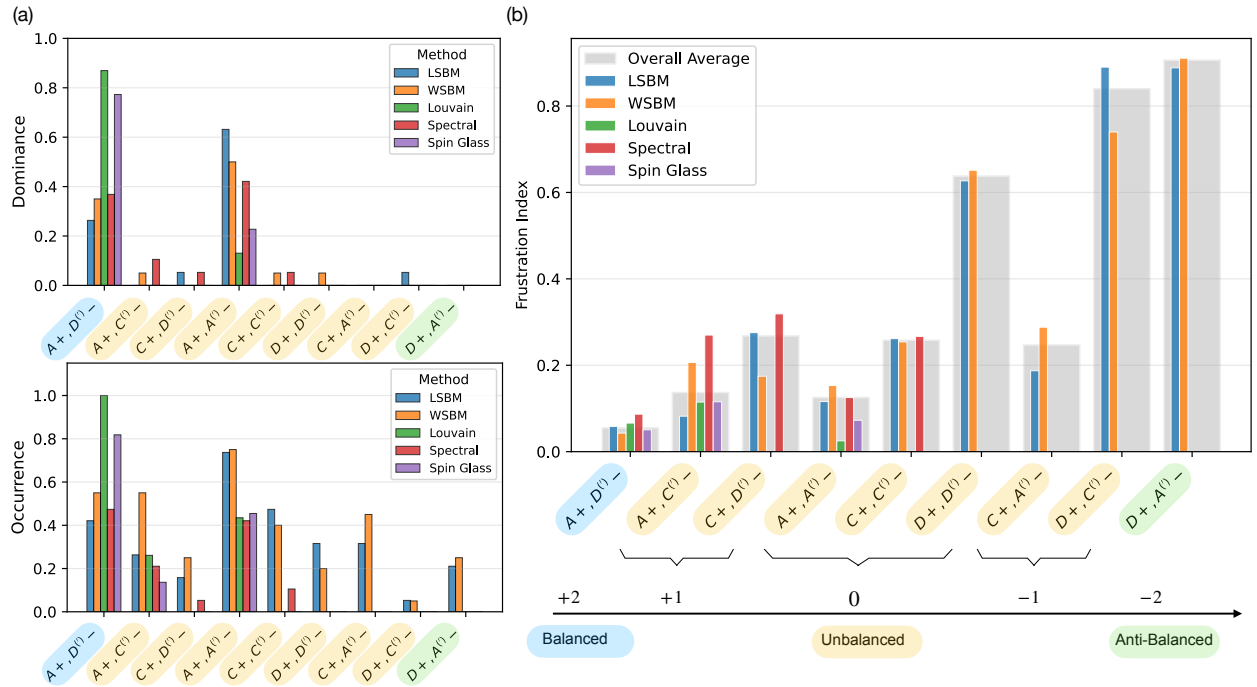 (a)
1.0
0.8
0.6
0.4
0.2
0.0
Dominance
Method
LSBM
WSBM
Louvain
Spectral
Spin Glass
A+, D⁽'⁾−
A+, C⁽'⁾−
C+, D⁽'⁾−
A+, A⁽'⁾−
C+, C⁽'⁾−
D+, D⁽'⁾−
C+, A⁽'⁾−
D+, C⁽'⁾−
D+, A⁽'⁾−
1.0
0.8
0.6
0.4
0.2
0.0
Occurrence
Method
LSBM
WSBM
Louvain
Spectral
Spin Glass
A+, D⁽'⁾−
A+, C⁽'⁾−
C+, D⁽'⁾−
A+, A⁽'⁾−
C+, C⁽'⁾−
D+, D⁽'⁾−
C+, A⁽'⁾−
D+, C⁽'⁾−
D+, A⁽'⁾−
(b)
0.8
0.6
0.4
0.2
0.0
Frustration Index
Overall Average
LSBM
WSBM
Louvain
Spectral
Spin Glass
A+, D⁽'⁾−
A+, C⁽'⁾−
C+, D⁽'⁾−
A+, A⁽'⁾−
C+, C⁽'⁾−
D+, D⁽'⁾−
C+, A⁽'⁾−
D+, C⁽'⁾−
D+, A⁽'⁾−
+2 +1 0 −1 −2
Balanced Unbalanced Anti-Balanced